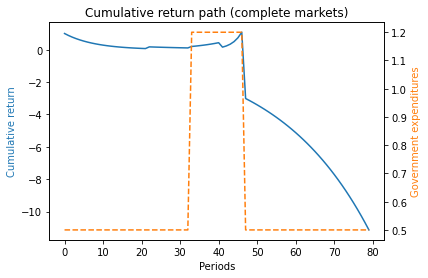 Cumulative return path (complete markets)
Cumulative return
0
−2
−4
−6
−8
−10
1.2
1.1
1.0
0.9
0.8
0.7
0.6
0.5
Government expenditures
0 10 20 30 40 50 60 70 80
Periods